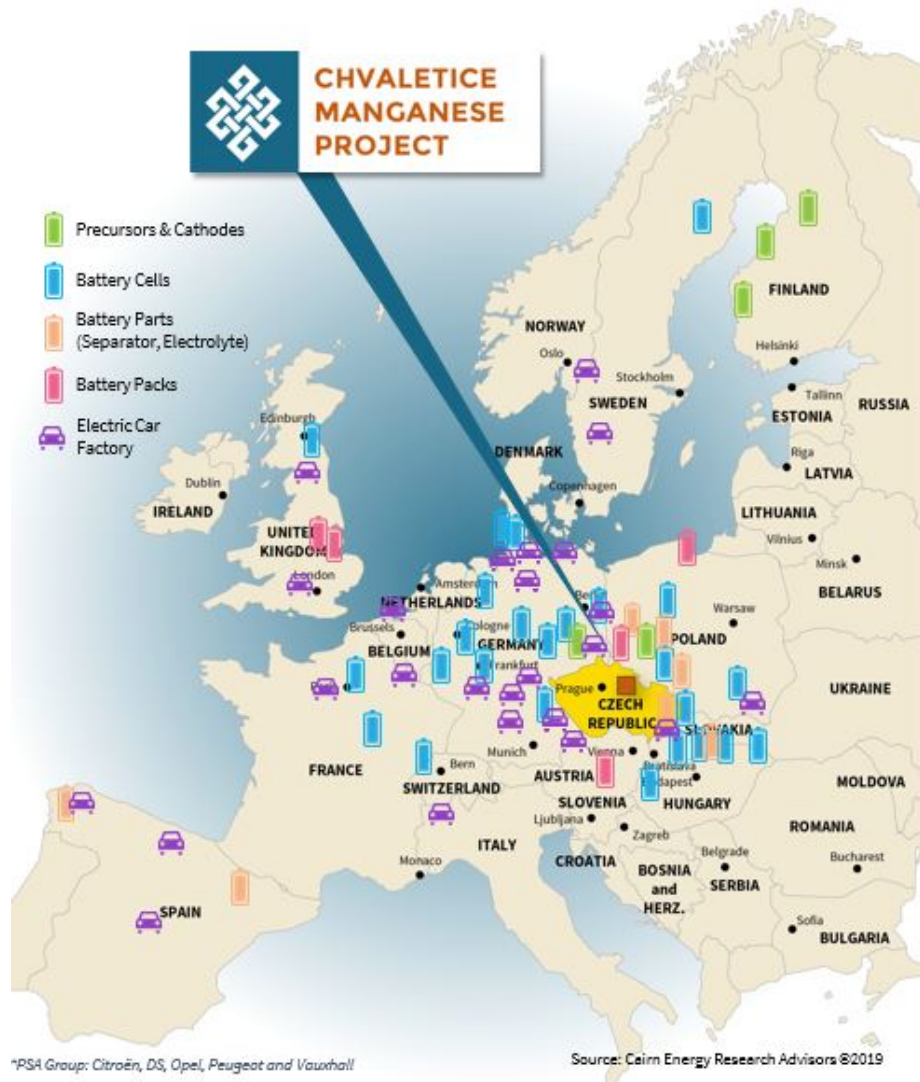 CHVALETICE
MANGANESE
PROJECT
Precursors & Cathodes
Battery Cells
Battery Parts
(Separator, Electrolyte)
Battery Packs
Electric Car
Factory
FINLAND
NORWAY
Oslo
Helsinki
Stockholm
Tallinn
SWEDEN
ESTONIA
RUSSIA
Edinburgh
DENMARK
Riga
LATVIA
Dublin
Copenhagen
IRELAND
LITHUANIA
UNITED
KINGDOM
Vilnius
Minsk
London
Amsterdam
BELARUS
NETHERLANDS
Warsaw
Brussels
Cologne
GERMANY
POLAND
BELGIUM
Frankfurt
Prague
UKRAINE
CZECH
REPUBLIC
SLOVAKIA
Munich
Vienna
Bratislava
FRANCE
Bern
AUSTRIA
Budapest
SWITZERLAND
HUNGARY
MOLDOVA
SLOVENIA
Ljubljana
ROMANIA
Zagreb
ITALY
Monaco
CROATIA
Belgrade
Bucharest
BOSNIA
and
HERZ.
SERBIA
SPAIN
Sofia
BULGARIA
*PSA Group: Citroën, DS, Opel, Peugeot and Vauxhall
Source: Cairn Energy Research Advisors ©2019